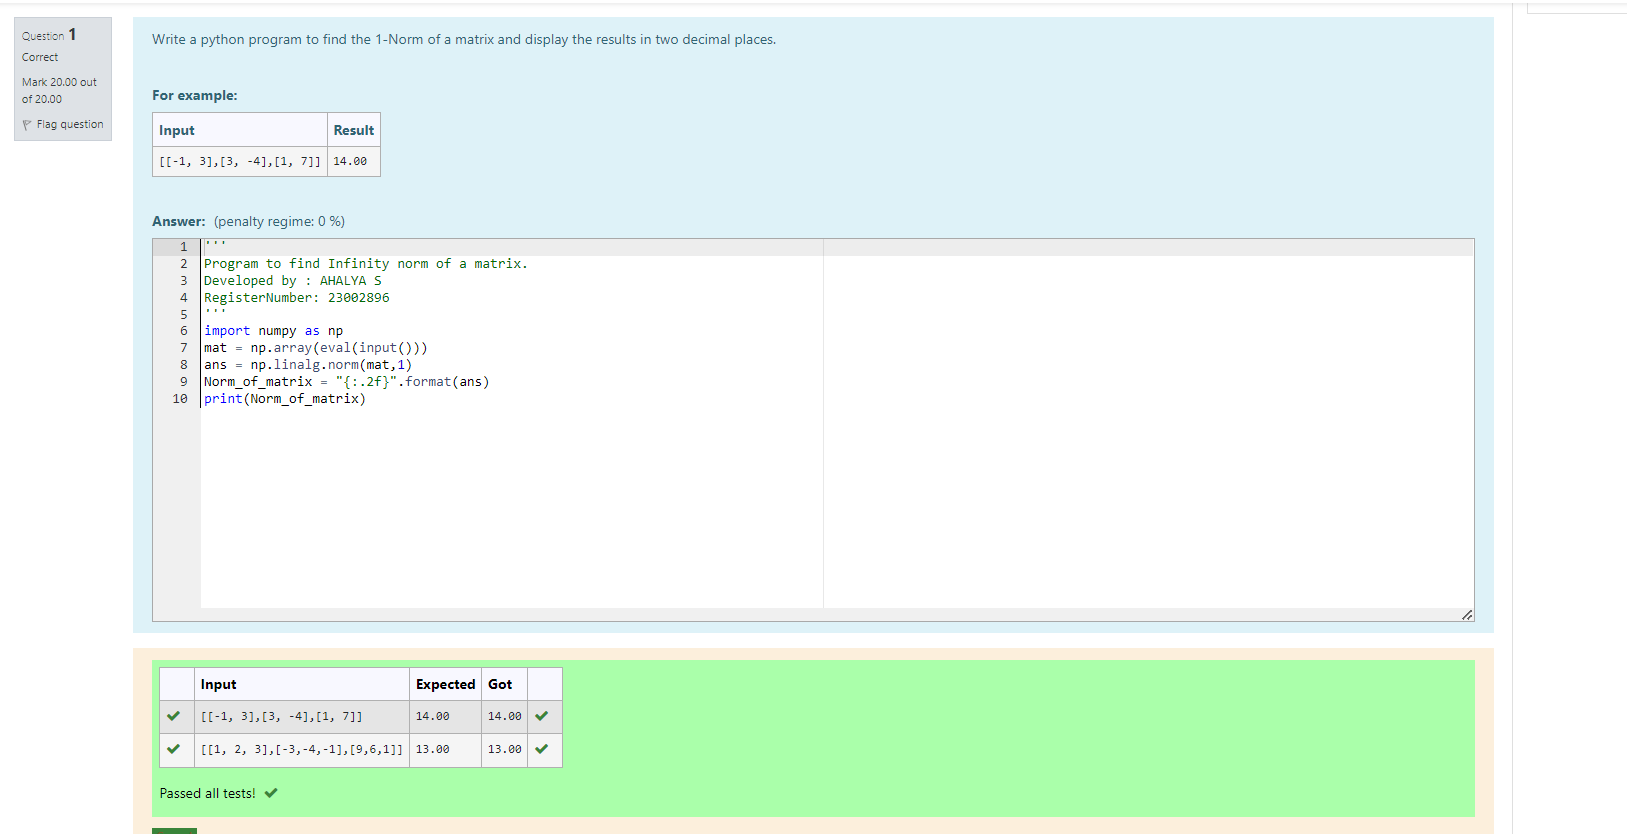 Question 1
Correct
Mark 20.00 out
of 20.00
Flag question
Write a python program to find the 1-Norm of a matrix and display the results in two decimal places.
For example:
Input Result
[[-1, 3],[3, -4],[1, 7]] 14.00
Answer: (penalty regime: 0 %)
1 '''
2 Program to find Infinity norm of a matrix.
3 Developed by : AHALYA S
4 RegisterNumber: 23002896
5 '''
6 import numpy as np
7 mat = np.array(eval(input()))
8 ans = np.linalg.norm(mat,1)
9 Norm_of_matrix = "{:.2f}".format(ans)
10 print(Norm_of_matrix)
Input Expected Got
[[-1, 3],[3, -4],[1, 7]] 14.00 14.00
[[1, 2, 3],[-3,-4,-1],[9,6,1]] 13.00 13.00
Passed all tests!